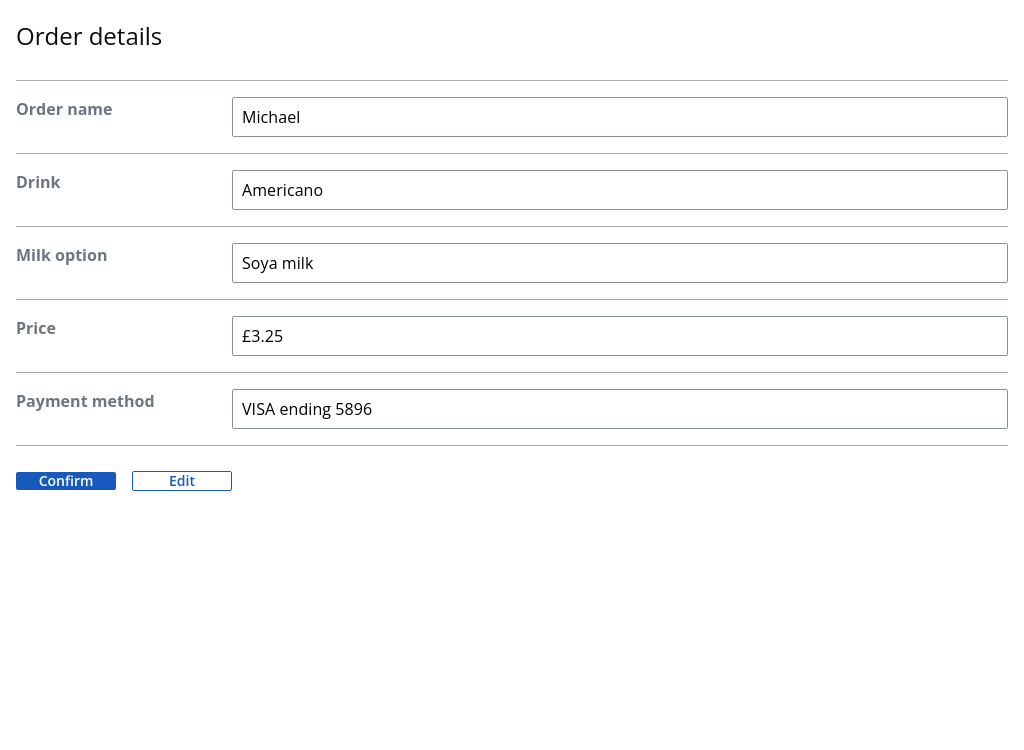 Order details
Order name
Michael
Drink
Americano
Milk option
Soya milk
Price
£3.25
Payment method
VISA ending 5896
Confirm
Edit